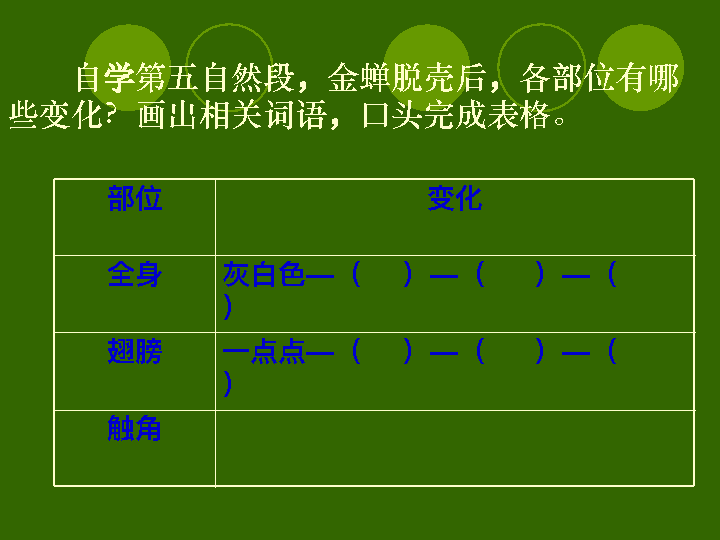 自学第五自然段，金蝉脱壳后，各部位有哪
些变化？画出相关词语，口头完成表格。
部位 变化
全身 灰白色—（ ）—（ ）—（
）
翅膀 一点点—（ ）—（ ）—（
）
触角